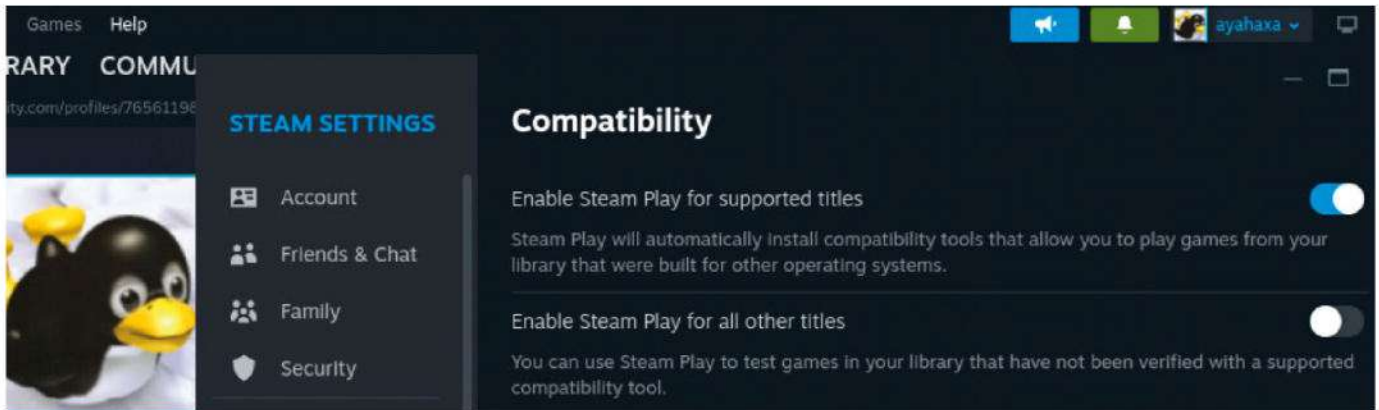 Games Help
ayahaxa
RARY COMMU
ity.com/profiles/76561198
STEAM SETTINGS
Account
Friends & Chat
Family
Security
Compatibility
Enable Steam Play for supported titles
Steam Play will automatically install compatibility tools that allow you to play games from your
library that were built for other operating systems.
Enable Steam Play for all other titles
You can use Steam Play to test games in your library that have not been verified with a supported
compatibility tool.